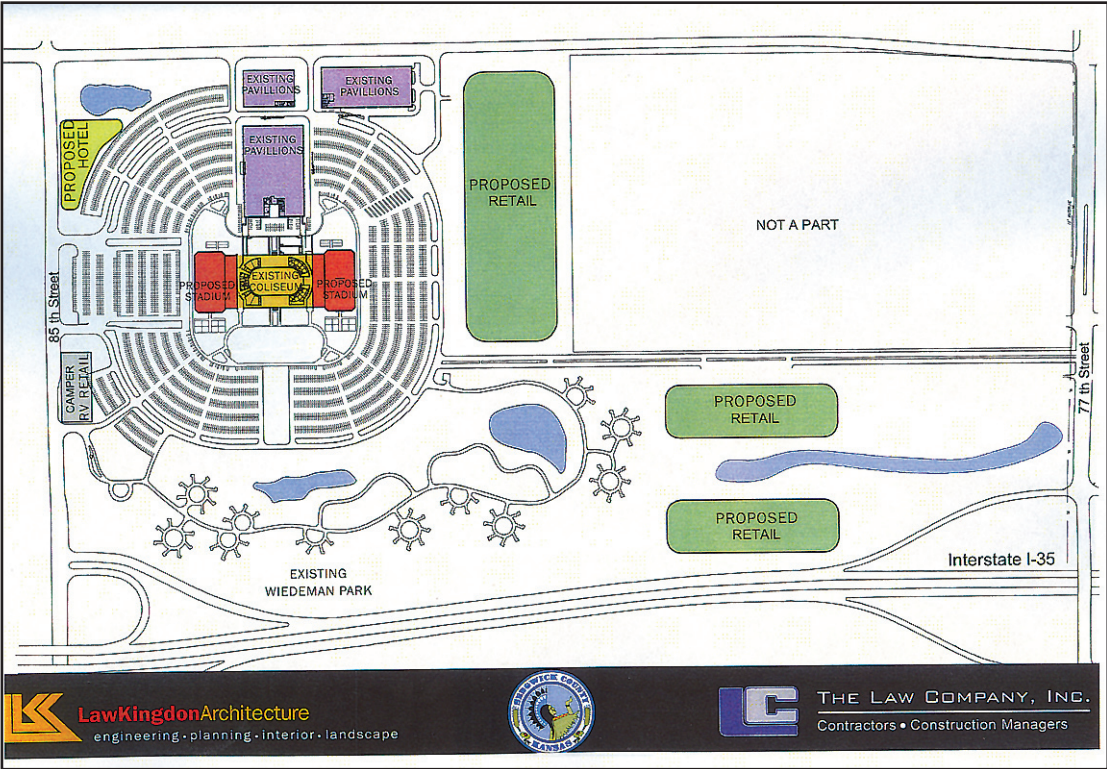 EXISTING
PAVILLIONS
EXISTING
PAVILLIONS
EXISTING
PAVILLIONS
PROPOSED
HOTEL
PROPOSED
RETAIL
NOT A PART
PROPOSED
STADIUM
EXISTING
COLISEUM
PROPOSED
STADIUM
85 th Street
77 th Street
CAMPER
RV RETAIL
PROPOSED
RETAIL
PROPOSED
RETAIL
Interstate I-35
EXISTING
WIEDEMAN PARK
LK
LawKingdonArchitecture
engineering · planning · interior · landscape
SEDGWICK COUNTY
KANSAS
LC
THE LAW COMPANY, INC.
Contractors • Construction Managers